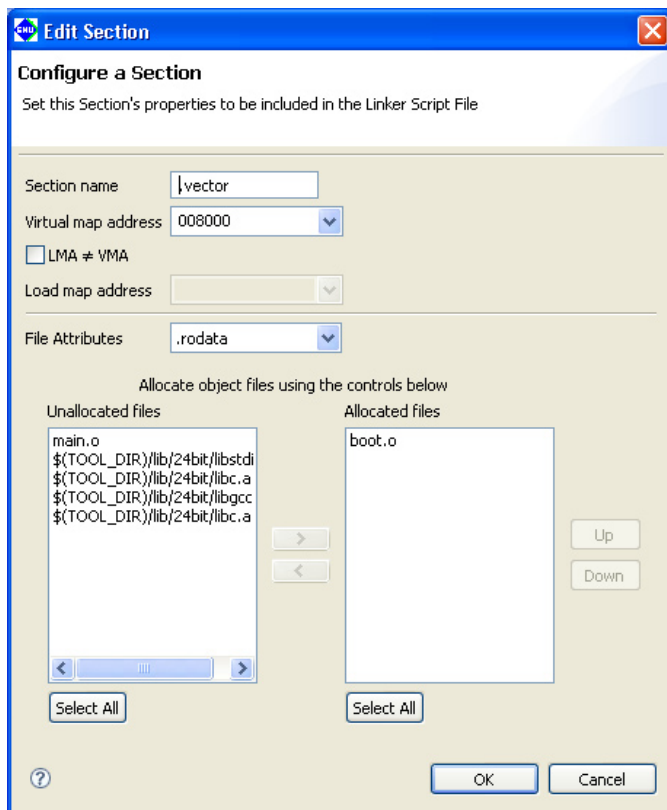 GNU
Edit Section
Configure a Section
Set this Section's properties to be included in the Linker Script File
Section name .vector
Virtual map address 008000
LMA ≠ VMA
Load map address
File Attributes .rodata
Allocate object files using the controls below
Unallocated files Allocated files
main.o boot.o
$(TOOL_DIR)/lib/24bit/libstdi
$(TOOL_DIR)/lib/24bit/libc.a
$(TOOL_DIR)/lib/24bit/libgcc
$(TOOL_DIR)/lib/24bit/libc.a
> Up
< Down
Select All Select All
? OK Cancel